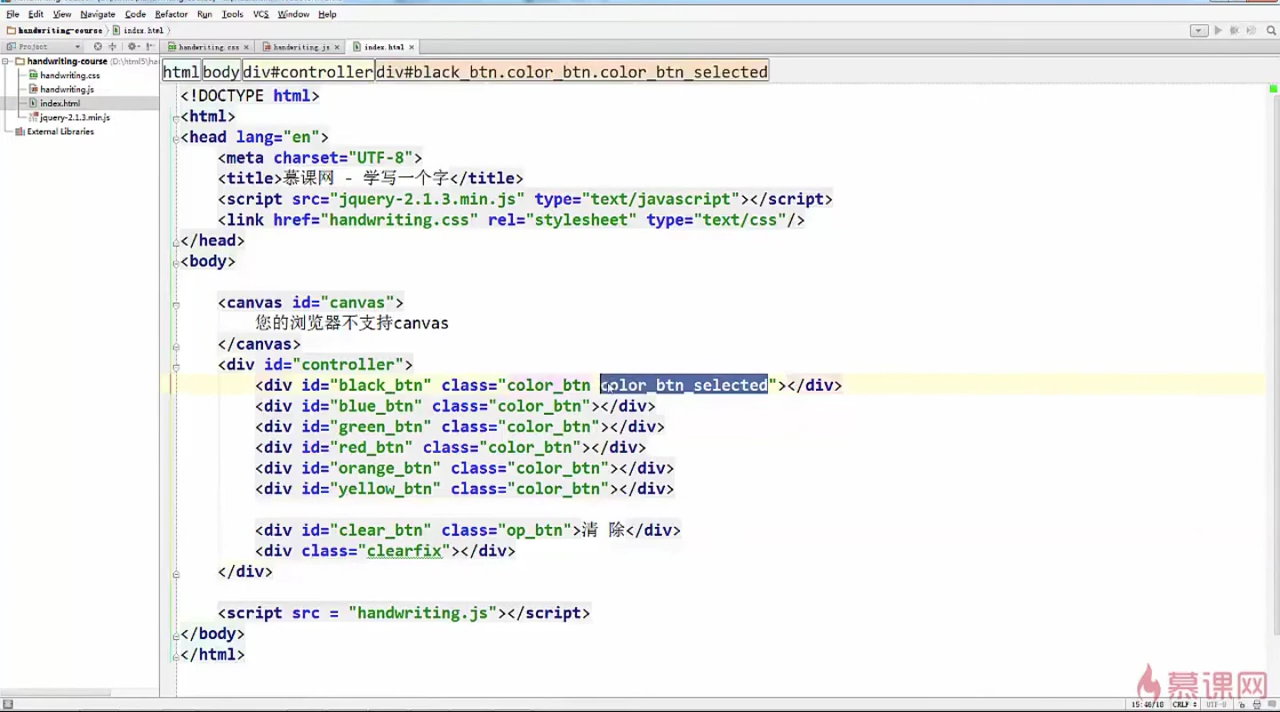 File Edit View Navigate Code Refactor Run Tools VCS Window Help
handwriting-course index.html
Project handwriting.css handwriting.js index.html
handwriting-course (D:\html5\ha
handwriting.css
handwriting.js
index.html
jquery-2.1.3.min.js
External Libraries
html body div#controller div#black_btn.color_btn.color_btn_selected
<!DOCTYPE html>
<html>
<head lang="en">
<meta charset="UTF-8">
<title>慕课网 - 学写一个字</title>
<script src="jquery-2.1.3.min.js" type="text/javascript"></script>
<link href="handwriting.css" rel="stylesheet" type="text/css"/>
</head>
<body>
<canvas id="canvas">
您的浏览器不支持canvas
</canvas>
<div id="controller">
<div id="black_btn" class="color_btn color_btn_selected"></div>
<div id="blue_btn" class="color_btn"></div>
<div id="green_btn" class="color_btn"></div>
<div id="red_btn" class="color_btn"></div>
<div id="orange_btn" class="color_btn"></div>
<div id="yellow_btn" class="color_btn"></div>
<div id="clear_btn" class="op_btn">清 除</div>
<div class="clearfix"></div>
</div>
<script src = "handwriting.js"></script>
</body>
</html>
慕课网
15:46/18 CRLF UTF-8